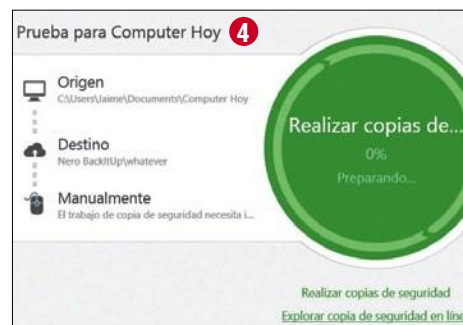 Prueba para Computer Hoy 4
Origen
C:\Users\Jaime\Documents\Computer Hoy
Destino
Nero BackItUp\whatever
Manualmente
El trabajo de copia de seguridad necesita i...
Realizar copias de...
0%
Preparando...
Realizar copias de seguridad
Explorar copia de seguridad en líne